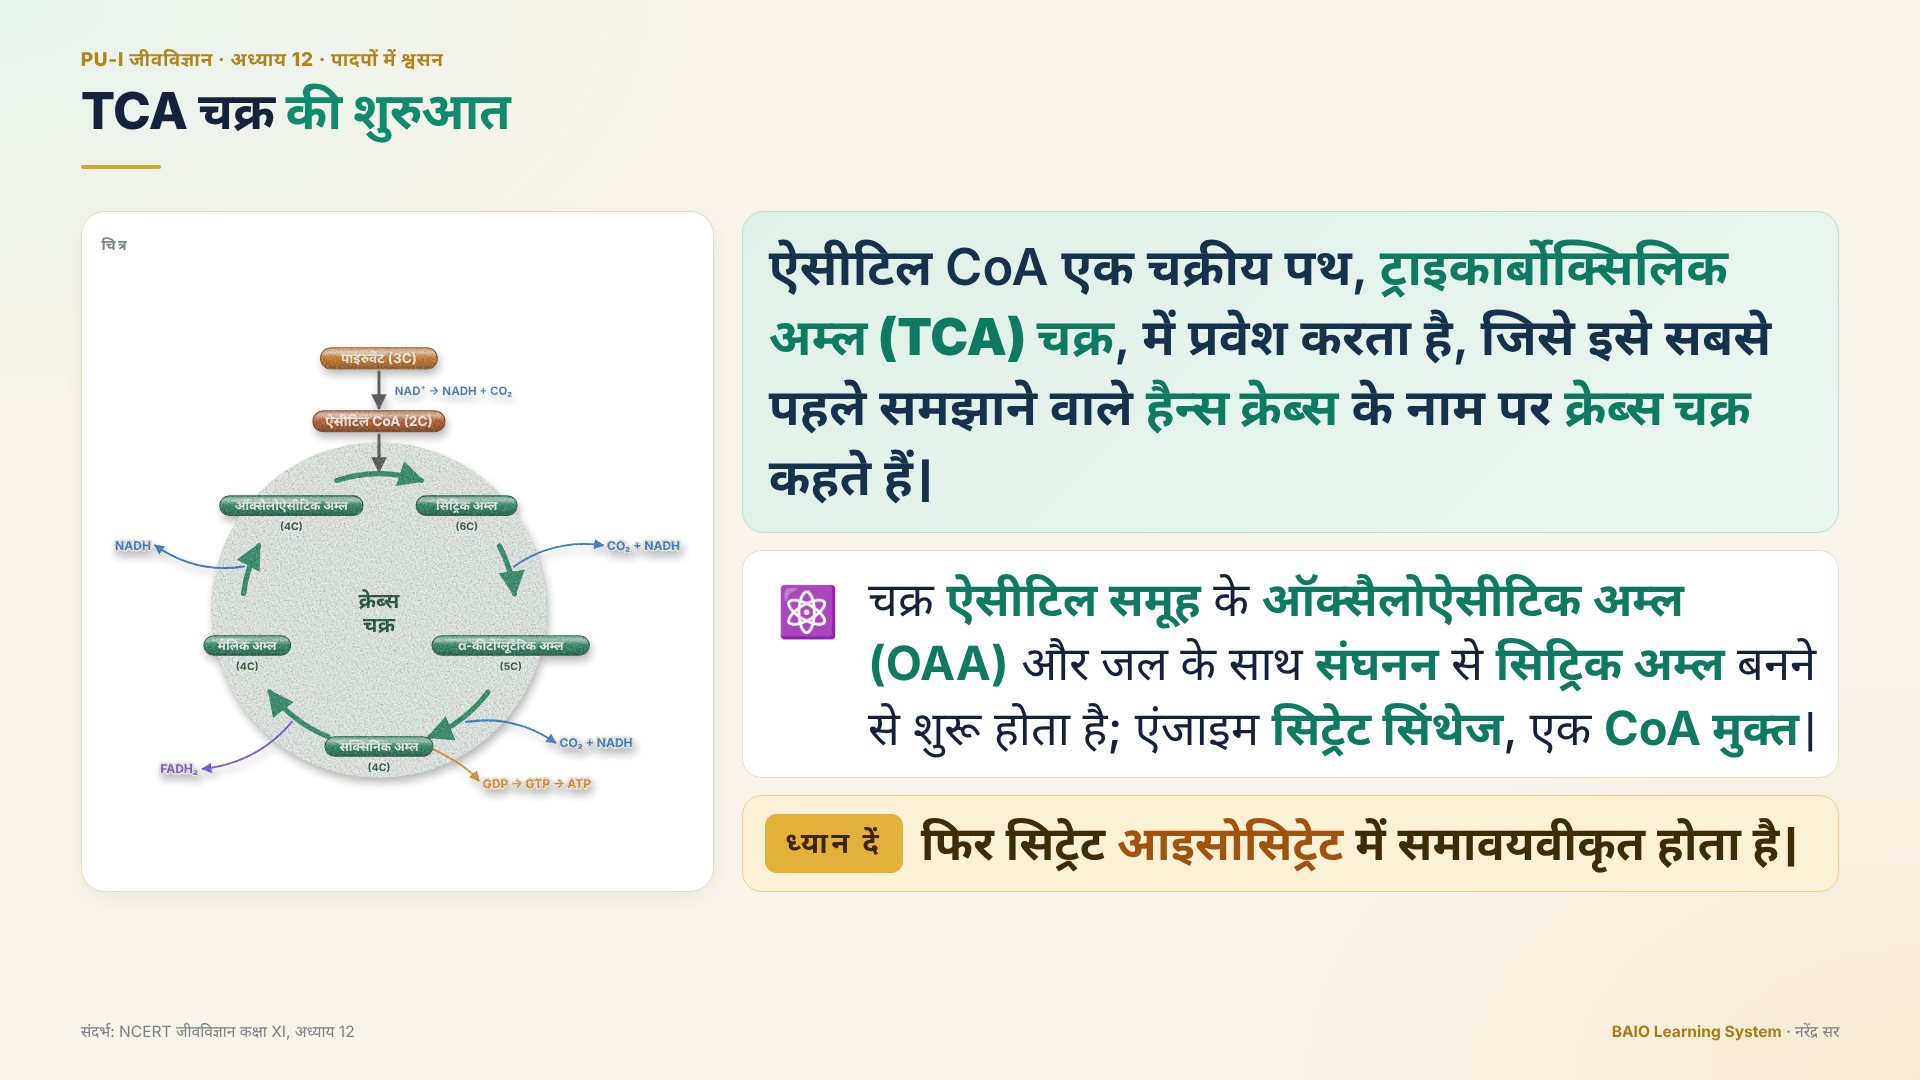 PU-I जीवविज्ञान · अध्याय 12 · पादपों में श्वसन
TCA चक्र की शुरुआत
चित्र
पाइरुवेट (3C)
NAD⁺ → NADH + CO₂
ऐसीटिल CoA (2C)
ऑक्सैलोऐसीटिक अम्ल
(4C)
सिट्रिक अम्ल
(6C)
NADH
CO₂ + NADH
क्रेब्स
चक्र
मैलिक अम्ल
(4C)
α-कीटोग्लूटेरिक अम्ल
(5C)
सक्सिनिक अम्ल
(4C)
CO₂ + NADH
FADH₂
GDP → GTP → ATP
ऐसीटिल CoA एक चक्रीय पथ, ट्राइकार्बोक्सिलिक
अम्ल (TCA) चक्र, में प्रवेश करता है, जिसे इसे सबसे
पहले समझाने वाले हैन्स क्रेब्स के नाम पर क्रेब्स चक्र
कहते हैं|
चक्र ऐसीटिल समूह के ऑक्सैलोऐसीटिक अम्ल
(OAA) और जल के साथ संघनन से सिट्रिक अम्ल बनने
से शुरू होता है; एंजाइम सिट्रेट सिंथेज, एक CoA मुक्त|
ध्यान दें
फिर सिट्रेट आइसोसिट्रेट में समावयवीकृत होता है|
संदर्भ: NCERT जीवविज्ञान कक्षा XI, अध्याय 12
BAIO Learning System · नरेंद्र सर